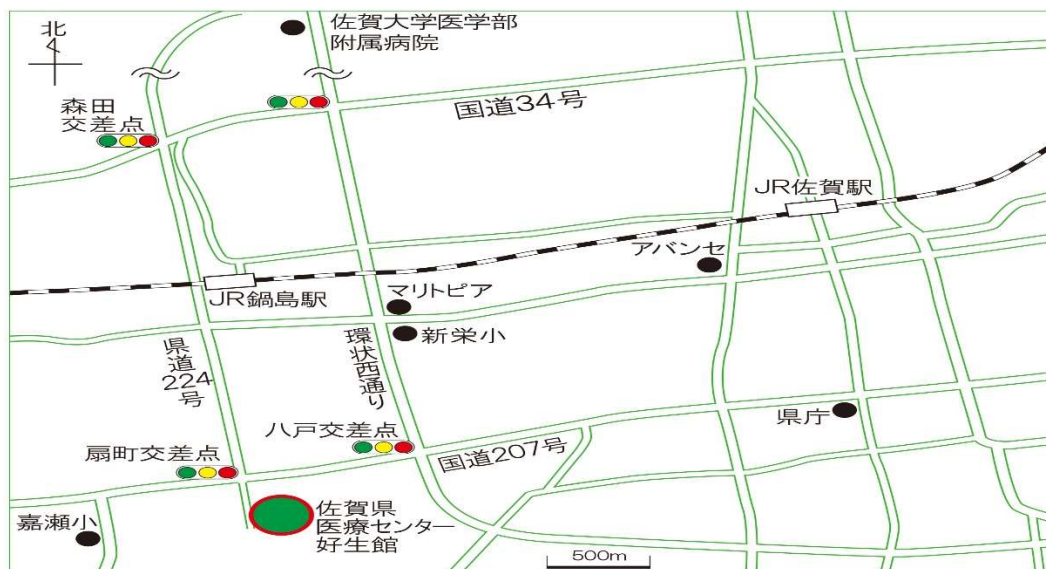 北
佐賀大学医学部
附属病院
森田
交差点
国道34号
JR佐賀駅
アバンセ
JR鍋島駅
マリトピア
新栄小
県道224号
環状西通り
県庁
八戸交差点
国道207号
扇町交差点
嘉瀬小
佐賀県
医療センター
好生館
500m